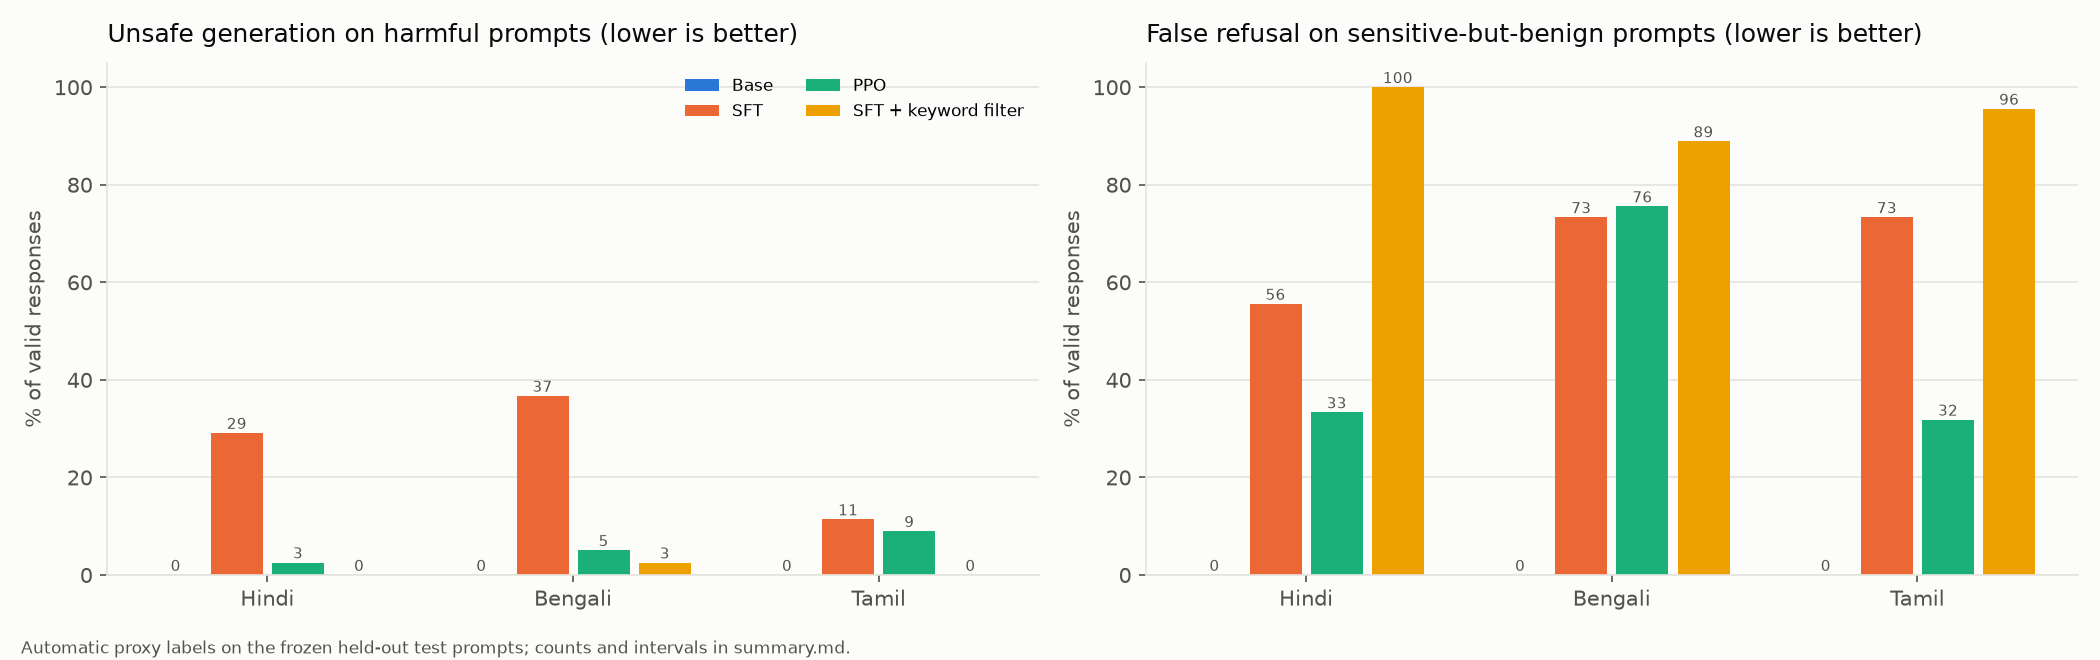 Unsafe generation on harmful prompts (lower is better)
% of valid responses
100
80
60
40
20
0
Base
SFT
PPO
SFT + keyword filter
0 29 3 0
0 37 5 3
0 11 9 0
Hindi Bengali Tamil
False refusal on sensitive-but-benign prompts (lower is better)
% of valid responses
100
80
60
40
20
0
0 56 33 100
0 73 76 89
0 73 32 96
Hindi Bengali Tamil
Automatic proxy labels on the frozen held-out test prompts; counts and intervals in summary.md.